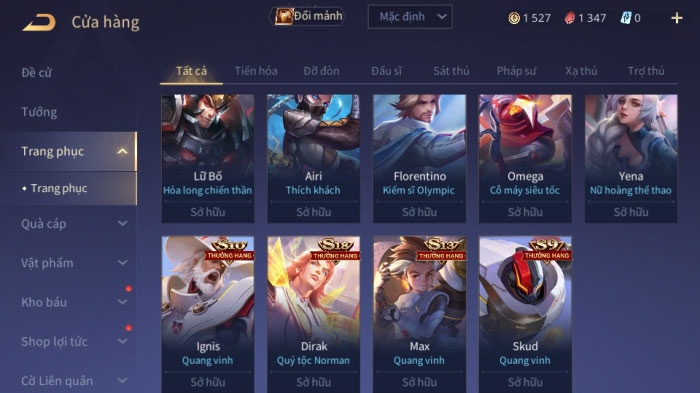 Cửa hàng
Đổi mảnh
Mặc định
1 527
1 347
0
Đề cử
Tướng
Trang phục
Trang phục
Quà cáp
Vật phẩm
Kho báu
Shop lợi tức
Cờ Liên quân
Tất cả Tiến hóa Đỡ đòn Đấu sĩ Sát thủ Pháp sư Xạ thủ Trợ thủ
Lữ Bố
Hỏa long chiến thần
Sở hữu
Airi
Thích khách
Sở hữu
Florentino
Kiếm sĩ Olympic
Sở hữu
Omega
Cỗ máy siêu tốc
Sở hữu
Yena
Nữ hoàng thể thao
Sở hữu
S10
THƯỞNG HẠNG
Ignis
Quang vinh
Sở hữu
S18
THƯỞNG HẠNG
Dirak
Quý tộc Norman
Sở hữu
S13
THƯỞNG HẠNG
Max
Quang vinh
Sở hữu
S9
THƯỞNG HẠNG
Skud
Quang vinh
Sở hữu